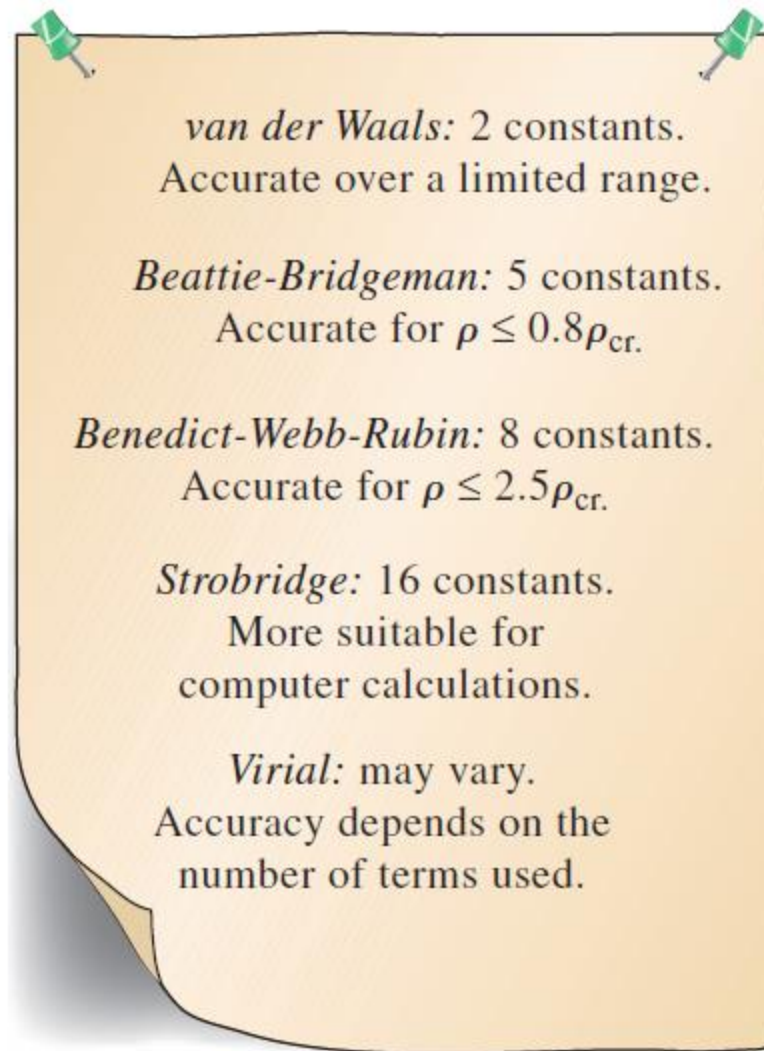 van der Waals: 2 constants.
Accurate over a limited range.
Beattie-Bridgeman: 5 constants.
Accurate for ρ ≤ 0.8ρcr.
Benedict-Webb-Rubin: 8 constants.
Accurate for ρ ≤ 2.5ρcr.
Strobridge: 16 constants.
More suitable for
computer calculations.
Virial: may vary.
Accuracy depends on the
number of terms used.